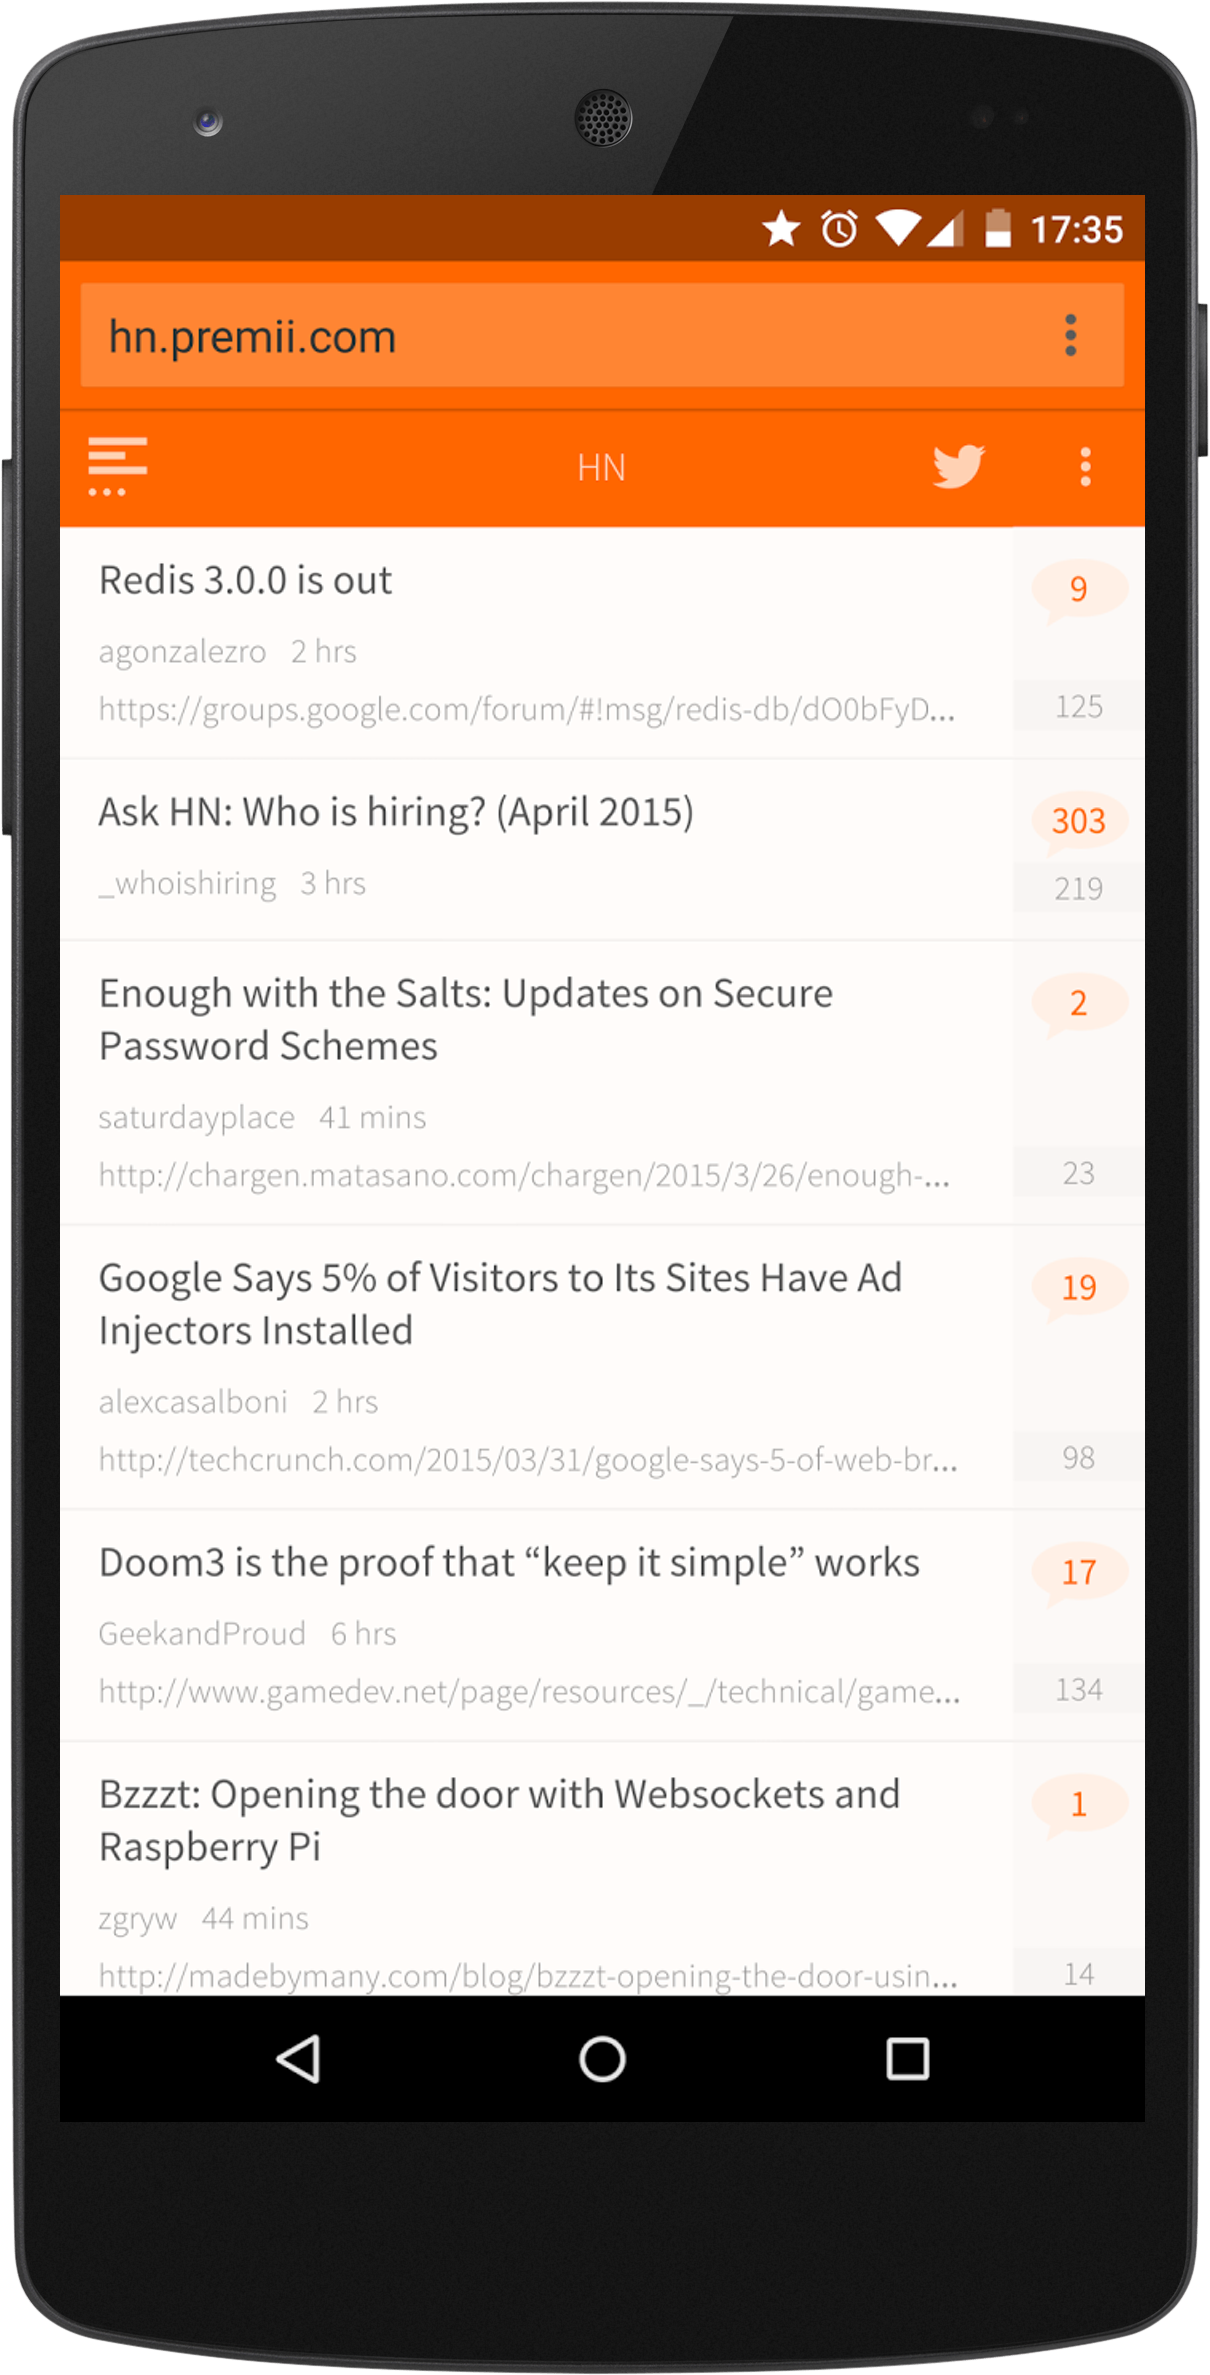 17:35
hn.premii.com
HN
Redis 3.0.0 is out
9
agonzalezro 2 hrs
https://groups.google.com/forum/#!msg/redis-db/dO0bFyD...
125
Ask HN: Who is hiring? (April 2015)
303
_whoishiring 3 hrs
219
Enough with the Salts: Updates on Secure
Password Schemes
2
saturdayplace 41 mins
http://chargen.matasano.com/chargen/2015/3/26/enough-...
23
Google Says 5% of Visitors to Its Sites Have Ad
Injectors Installed
19
alexcasalboni 2 hrs
http://techcrunch.com/2015/03/31/google-says-5-of-web-br...
98
Doom3 is the proof that “keep it simple” works
17
GeekandProud 6 hrs
http://www.gamedev.net/page/resources/_/technical/game...
134
Bzzzt: Opening the door with Websockets and
Raspberry Pi
1
zgryw 44 mins
http://madebymany.com/blog/bzzzt-opening-the-door-usin...
14